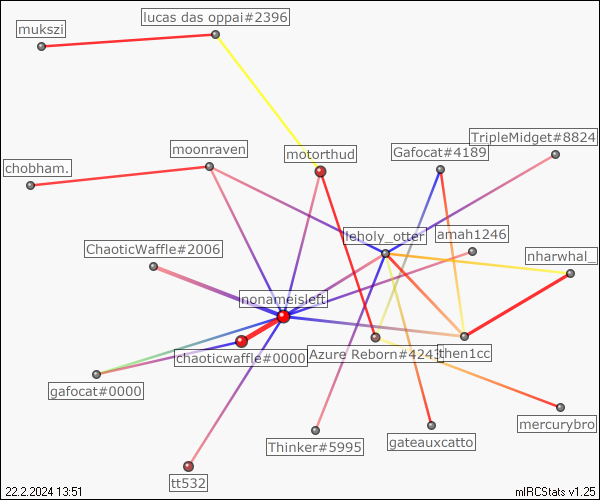 lucas das oppai#2396
mukszi
TripleMidget#8824
moonraven
motorthud
Gafocat#4189
chobham.
leholy_otter
amah1246
ChaoticWaffle#2006
nharwhal_
nonameisleft
chaoticwaffle#0000
Azure Reborn#4243
then1cc
gafocat#0000
mercurybro
Thinker#5995
gateauxcatto
tt532
22.2.2024 13:51
mIRCStats v1.25